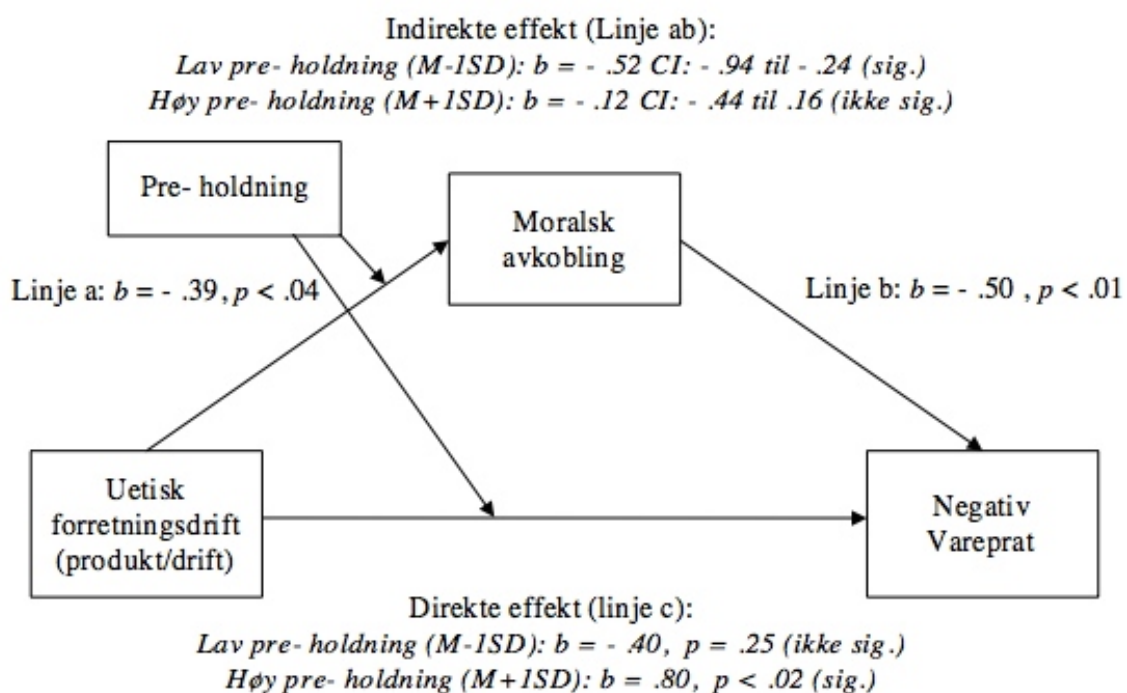 Indirekte effekt (Linje ab):
Lav pre- holdning (M-1SD): b = - .52 CI: - .94 til - .24 (sig.)
Høy pre- holdning (M+1SD): b = - .12 CI: - .44 til .16 (ikke sig.)
Pre- holdning
Moralsk
avkobling
Linje a: b = - .39, p < .04
Linje b: b = - .50 , p < .01
Uetisk
forretningsdrift
(produkt/drift)
Negativ
Vareprat
Direkte effekt (linje c):
Lav pre- holdning (M-1SD): b = - .40, p = .25 (ikke sig.)
Høy pre- holdning (M+1SD): b = .80, p < .02 (sig.)